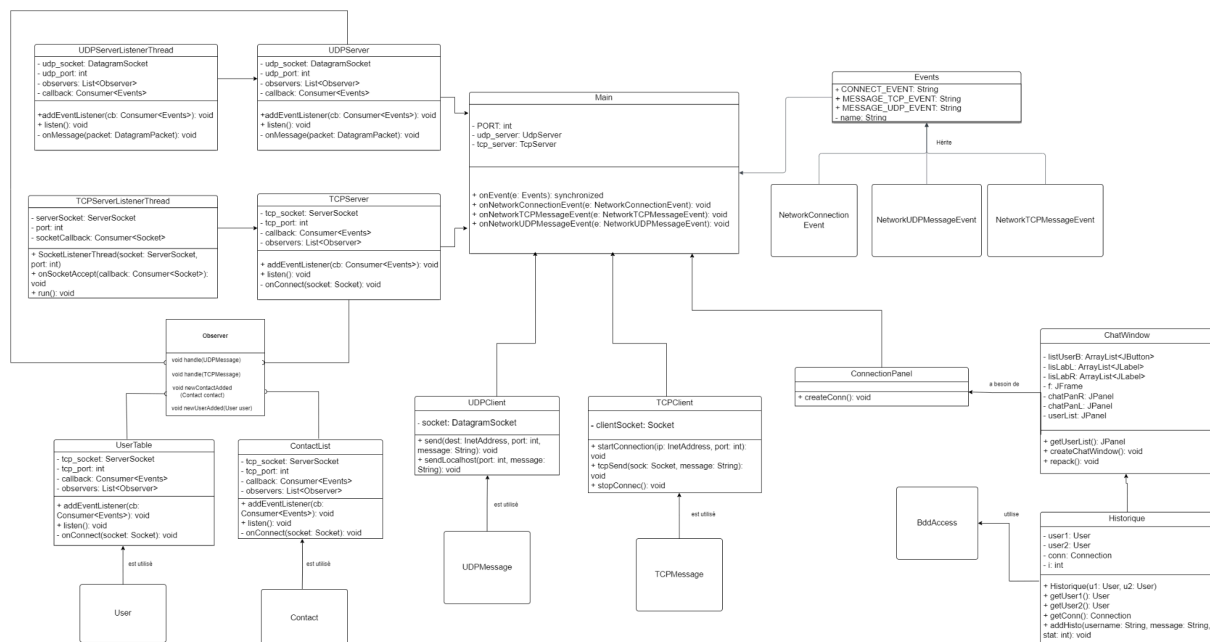 UDPServerListenerThread
- udp_socket: DatagramSocket
- udp_port: int
- observers: List<Observer>
- callback: Consumer<Events>
+addEventListener(cb: Consumer<Events>): void
+ listen(): void
- onMessage(packet: DatagramPacket): void
UDPServer
- udp_socket: DatagramSocket
- udp_port: int
- observers: List<Observer>
- callback: Consumer<Events>
+addEventListener(cb: Consumer<Events>): void
+ listen(): void
- onMessage(packet: DatagramPacket): void
Main
- PORT: int
- udp_server: UdpServer
- tcp_server: TcpServer
+ onEvent(e: Events): synchronized
+ onNetworkConnectionEvent(e: NetworkConnectionEvent): void
+ onNetworkTCPMessageEvent(e: NetworkTCPMessageEvent): void
+ onNetworkUDPMessageEvent(e: NetworkUDPMessageEvent): void
Events
+ CONNECT_EVENT: String
+ MESSAGE_TCP_EVENT: String
+ MESSAGE_UDP_EVENT: String
- name: String
Hérite
NetworkConnection
Event
NetworkUDPMessageEvent
NetworkTCPMessageEvent
TCPServerListenerThread
- serverSocket: ServerSocket
- port: int
- socketCallback: Consumer<Socket>
+ SocketListenerThread(socket: ServerSocket,
port: int)
+ onSocketAccept(callback: Consumer<Socket>):
void
+ run(): void
TCPServer
- tcp_socket: ServerSocket
- tcp_port: int
- callback: Consumer<Events>
- observers: List<Observer>
+ addEventListener(cb: Consumer<Events>): void
+ listen(): void
- onConnect(socket: Socket): void
Observer
void handle(UDPMessage)
void handle(TCPMessage)
void newContactAdded
(Contact contact)
void newUserAdded(User user)
UserTable
- tcp_socket: ServerSocket
- tcp_port: int
- callback: Consumer<Events>
- observers: List<Observer>
+ addEventListener(cb:
Consumer<Events>): void
+ listen(): void
- onConnect(socket: Socket): void
est utilisé
User
ContactList
- tcp_socket: ServerSocket
- tcp_port: int
- callback: Consumer<Events>
- observers: List<Observer>
+ addEventListener(cb:
Consumer<Events>): void
+ listen(): void
- onConnect(socket: Socket): void
est utilisé
Contact
UDPClient
- socket: DatagramSocket
+ send(dest: InetAddress, port: int,
message: String): void
+ sendLocalhost(port: int, message:
String): void
est utilisé
UDPMessage
TCPClient
- clientSocket: Socket
+ startConnection(ip: InetAddress, port: int):
void
+ tcpSend(sock: Socket, message: String):
void
+ stopConnec(): void
est utilisé
TCPMessage
ConnectionPanel
+ createConn(): void
a besoin de
ChatWindow
- listUserB: ArrayList<JButton>
- lisLabL: ArrayList<JLabel>
- lisLabR: ArrayList<JLabel>
- f: JFrame
- chatPanR: JPanel
- chatPanL: JPanel
- userList: JPanel
+ getUserList(): JPanel
+ createChatWindow(): void
+ repack(): void
BddAccess
utilise
Historique
- user1: User
- user2: User
- conn: Connection
- i: int
+ Historique(u1: User, u2: User)
+ getUser1(): User
+ getUser2(): User
+ getConn(): Connection
+ addHisto(username: String, message: String,
stat: int): void